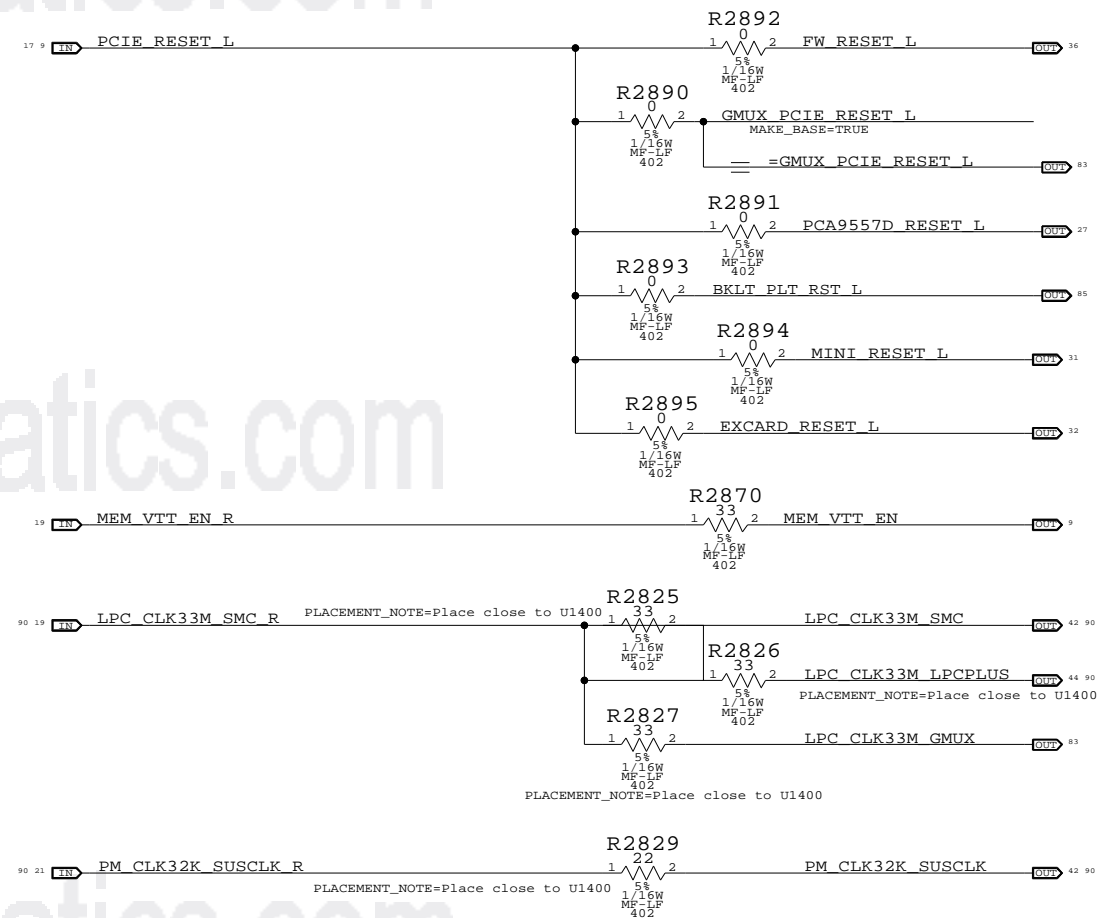 R2892
17 9 IN PCIE_RESET_L 1 0 2 FW_RESET_L OUT 36
5%
1/16W
MF-LF
402
R2890
1 0 2 GMUX_PCIE_RESET_L
MAKE_BASE=TRUE
5%
1/16W
MF-LF
402
=GMUX_PCIE_RESET_L OUT 83
R2891
1 0 2 PCA9557D_RESET_L OUT 27
5%
1/16W
MF-LF
402
R2893
1 0 2 BKLT_PLT_RST_L OUT 85
5%
1/16W
MF-LF
402
R2894
1 0 2 MINI_RESET_L OUT 31
5%
1/16W
MF-LF
402
R2895
1 0 2 EXCARD_RESET_L OUT 32
5%
1/16W
MF-LF
402
atics.com
R2870
19 IN MEM_VTT_EN_R 1 33 2 MEM_VTT_EN OUT 9
5%
1/16W
MF-LF
402
R2825
90 19 IN LPC_CLK33M_SMC_R PLACEMENT_NOTE=Place close to U1400 1 33 2 LPC_CLK33M_SMC OUT 42 90
5%
1/16W
MF-LF
402
R2826
1 33 2 LPC_CLK33M_LPCPLUS OUT 44 90
PLACEMENT_NOTE=Place close to U1400
5%
1/16W
MF-LF
402
R2827
1 33 2 LPC_CLK33M_GMUX OUT 83
5%
1/16W
MF-LF
402
PLACEMENT_NOTE=Place close to U1400
R2829
90 21 IN PM_CLK32K_SUSCLK_R 1 22 2 PM_CLK32K_SUSCLK OUT 42 90
PLACEMENT_NOTE=Place close to U1400
5%
1/16W
MF-LF
402